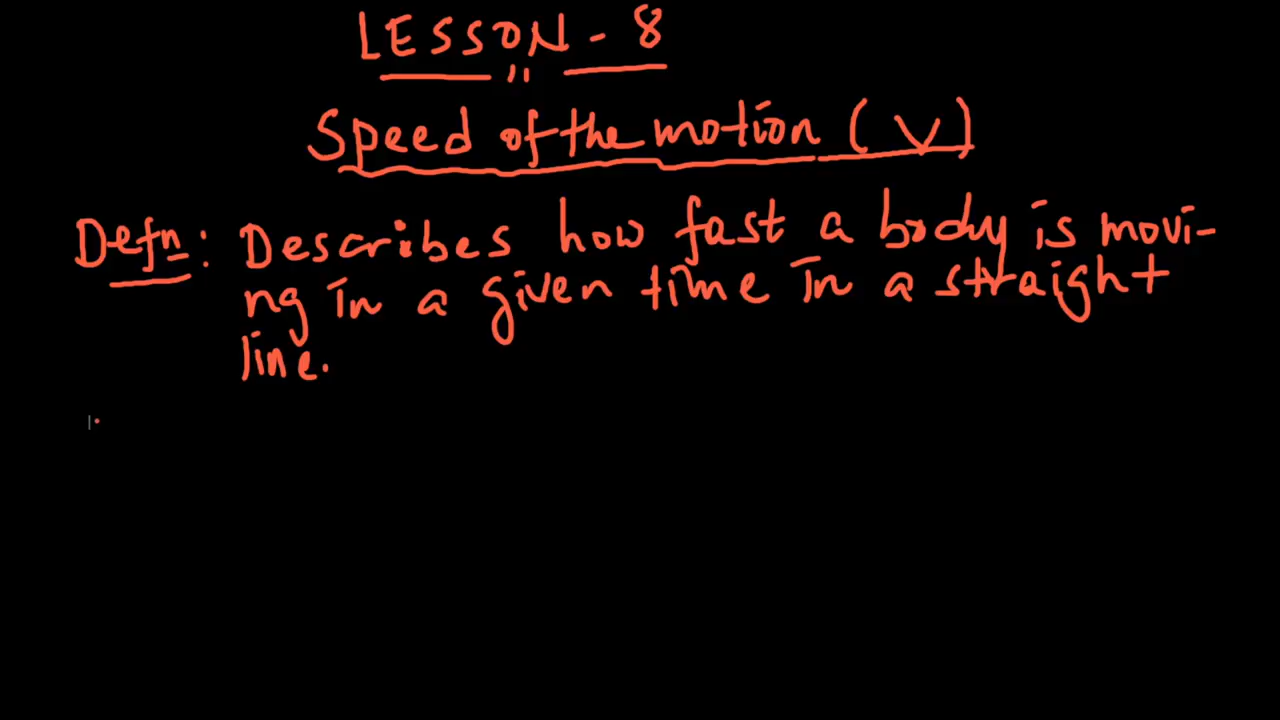 LESSON - 8
Speed of the motion (V)
Defn: Describes how fast a body is movi-
ng in a given time in a straight
line.